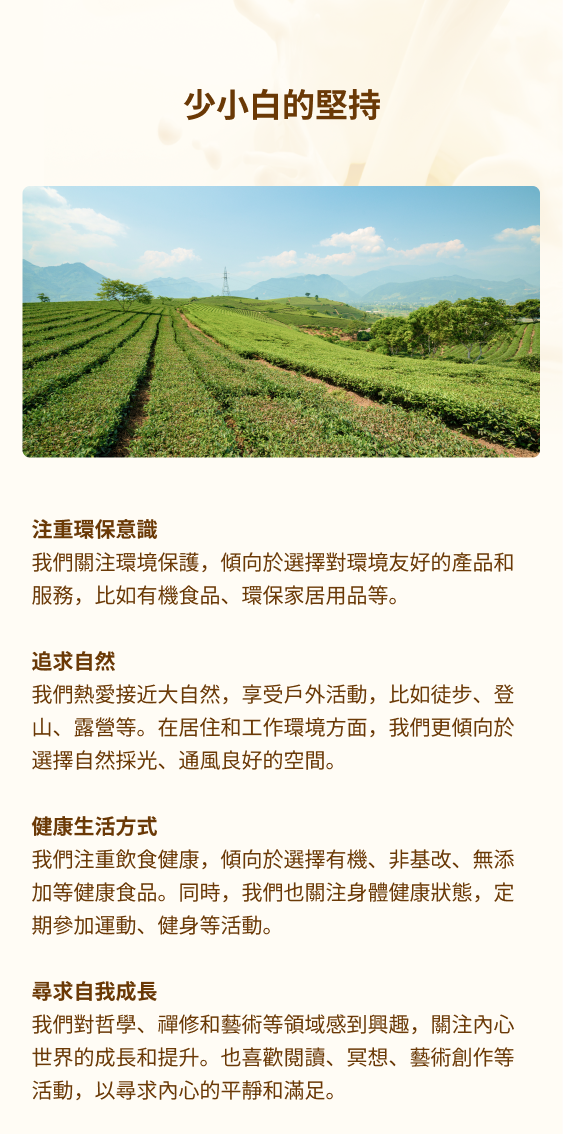 少小白的堅持
注重環保意識
我們關注環境保護，傾向於選擇對環境友好的產品和
服務，比如有機食品、環保家居用品等。
追求自然
我們熱愛接近大自然，享受戶外活動，比如徒步、登
山、露營等。在居住和工作環境方面，我們更傾向於
選擇自然採光、通風良好的空間。
健康生活方式
我們注重飲食健康，傾向於選擇有機、非基改、無添
加等健康食品。同時，我們也關注身體健康狀態，定
期參加運動、健身等活動。
尋求自我成長
我們對哲學、禪修和藝術等領域感到興趣，關注內心
世界的成長和提升。也喜歡閱讀、冥想、藝術創作等
活動，以尋求內心的平靜和滿足。